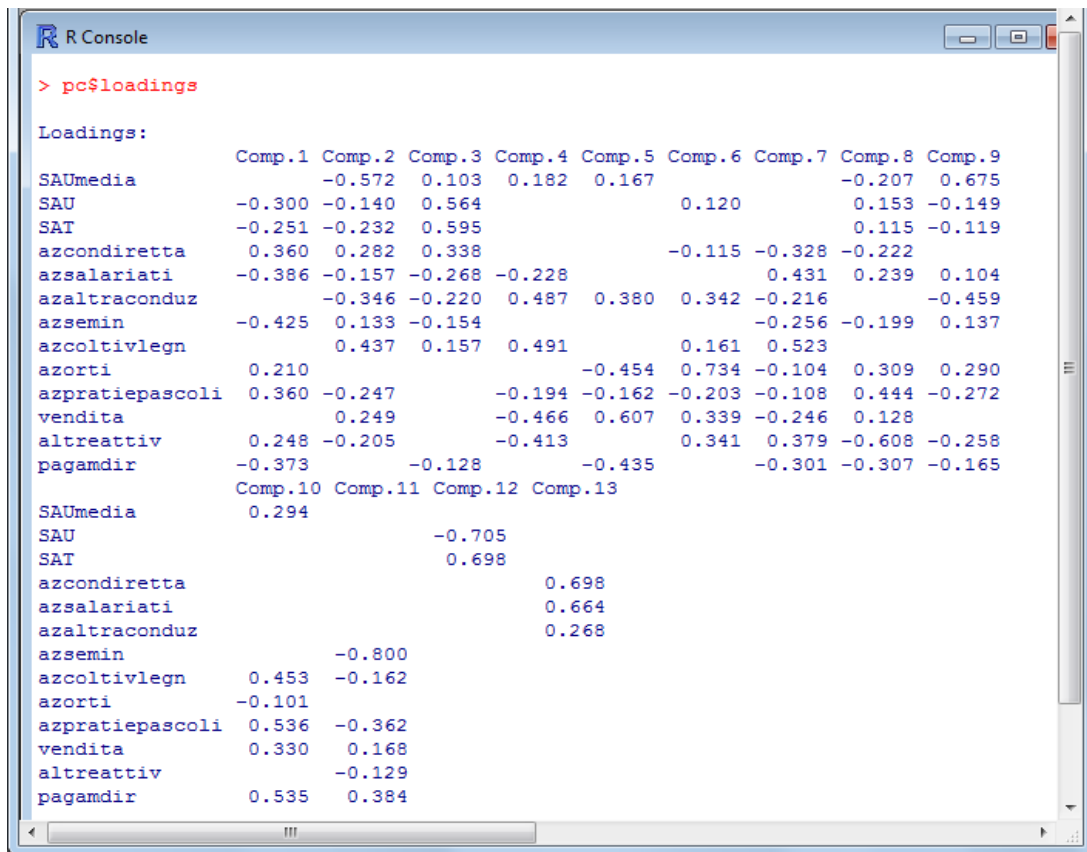 R Console
> pc$loadings
Loadings:
                Comp.1 Comp.2 Comp.3 Comp.4 Comp.5 Comp.6 Comp.7 Comp.8 Comp.9
SAUmedia               -0.572  0.103  0.182  0.167               -0.207  0.675
SAU             -0.300 -0.140  0.564                0.120         0.153 -0.149
SAT             -0.251 -0.232  0.595                              0.115 -0.119
azcondiretta     0.360  0.282  0.338               -0.115 -0.328 -0.222
azsalariati     -0.386 -0.157 -0.268 -0.228                0.431  0.239  0.104
azaltraconduz          -0.346 -0.220  0.487  0.380  0.342 -0.216        -0.459
azsemin         -0.425  0.133 -0.154                      -0.256 -0.199  0.137
azcoltivlegn            0.437  0.157  0.491         0.161  0.523
azorti           0.210                      -0.454  0.734 -0.104  0.309  0.290
azpratiepascoli  0.360 -0.247        -0.194 -0.162 -0.203 -0.108  0.444 -0.272
vendita                 0.249        -0.466  0.607  0.339 -0.246  0.128
altreattiv       0.248 -0.205        -0.413         0.341  0.379 -0.608 -0.258
pagamdir        -0.373        -0.128        -0.435        -0.301 -0.307 -0.165
                Comp.10 Comp.11 Comp.12 Comp.13
SAUmedia         0.294
SAU                             -0.705
SAT                              0.698
azcondiretta                             0.698
azsalariati                              0.664
azaltraconduz                            0.268
azsemin                 -0.800
azcoltivlegn     0.453  -0.162
azorti          -0.101
azpratiepascoli  0.536  -0.362
vendita          0.330   0.168
altreattiv              -0.129
pagamdir         0.535   0.384